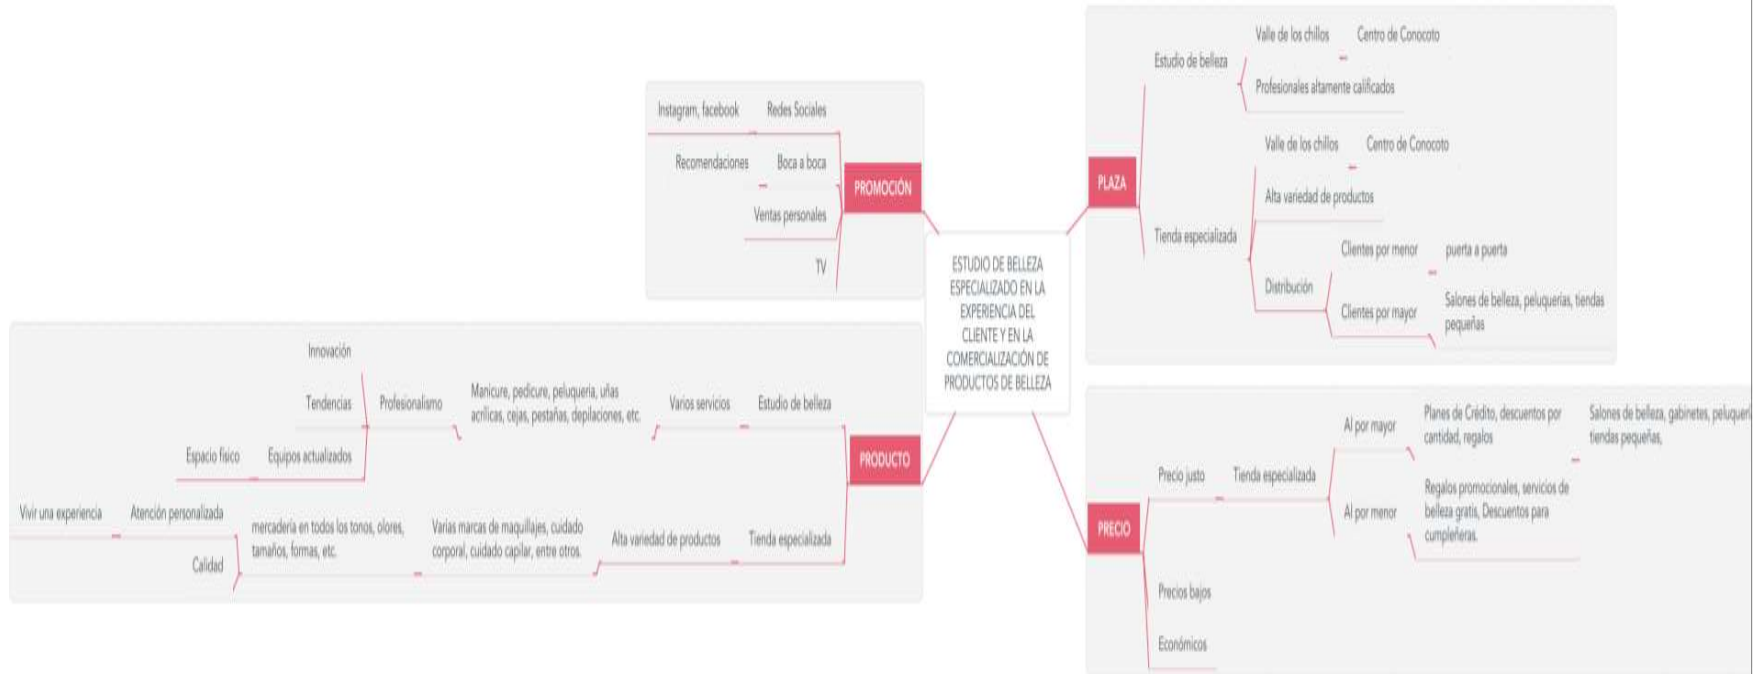 Valle de los chillos
Centro de Conocoto
Estudio de belleza
Profesionales altamente calificados
PLAZA
Valle de los chillos
Centro de Conocoto
Alta variedad de productos
Tienda especializada
Clientes por menor
puerta a puerta
Distribución
Clientes por mayor
Salones de belleza, peluquerías, tiendas
pequeñas
Instagram, facebook
Redes Sociales
Recomendaciones
Boca a boca
PROMOCIÓN
Ventas personales
TV
ESTUDIO DE BELLEZA
ESPECIALIZADO EN LA
EXPERIENCIA DEL
CLIENTE Y EN LA
COMERCIALIZACIÓN DE
PRODUCTOS DE BELLEZA
Innovación
Tendencias
Profesionalismo
Manicure, pedicure, peluquería, uñas
acrílicas, cejas, pestañas, depilaciones, etc.
Varios servicios
Estudio de belleza
Espacio físico
Equipos actualizados
PRODUCTO
Vivir una experiencia
Atención personalizada
mercadería en todos los tonos, olores,
tamaños, formas, etc.
Varias marcas de maquillajes, cuidado
corporal, cuidado capilar, entre otros.
Alta variedad de productos
Tienda especializada
Calidad
Al por mayor
Planes de Crédito, descuentos por
cantidad, regalos
Salones de belleza, gabinetes,
tiendas pequeñas,
Precio justo
Tienda especializada
Al por menor
Regalos promocionales, servicios de
belleza gratis, Descuentos para
cumpleñeras.
PRECIO
Precios bajos
Económicos